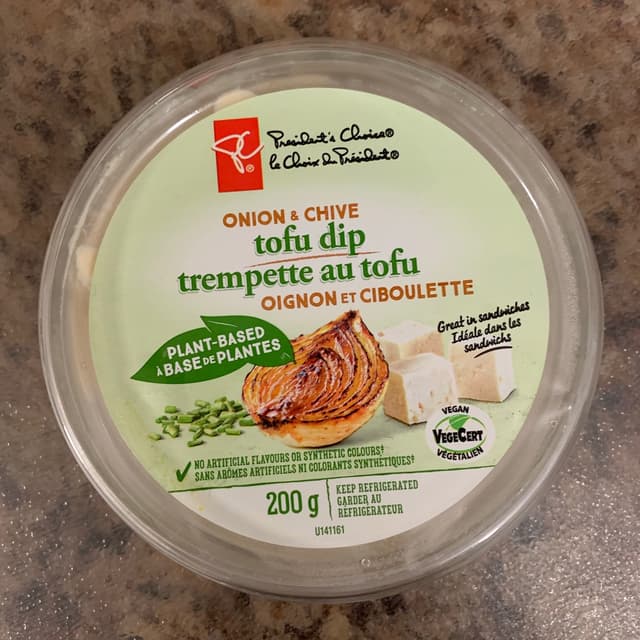 PC®
President's Choice®
le Choix du Président®
ONION & CHIVE
tofu dip
trempette au tofu
OIGNON ET CIBOULETTE
Great in sandwiches
Idéale dans les
sandwichs
PLANT-BASED
À BASE DE PLANTES
VEGAN
VEGECERT
VÉGÉTALIEN
NO ARTIFICIAL FLAVOURS OR SYNTHETIC COLOURS‡
SANS ARÔMES ARTIFICIELS NI COLORANTS SYNTHÉTIQUES‡
200 g
KEEP REFRIGERATED
GARDER AU
RÉFRIGÉRATEUR
U141161